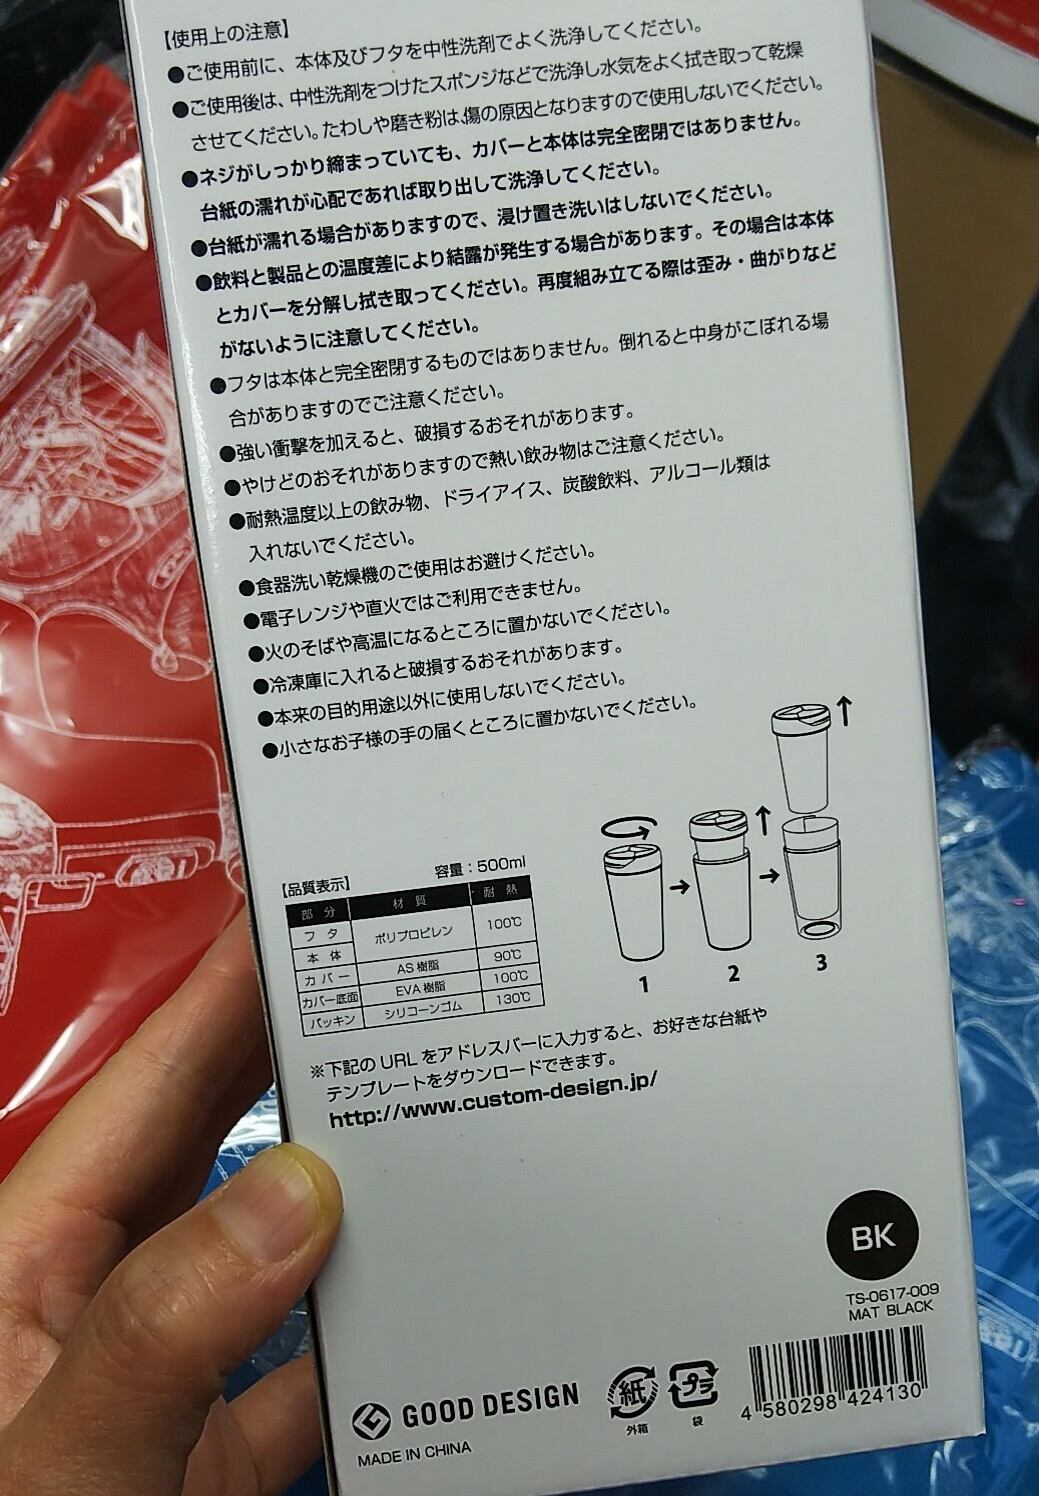 【使用上の注意】
●ご使用前に、本体及びフタを中性洗剤でよく洗浄してください。
●ご使用後は、中性洗剤をつけたスポンジなどで洗浄し水気をよく拭き取って乾燥
させてください。たわしや磨き粉は、傷の原因となりますので使用しないでください。
●ネジがしっかり締まっていても、カバーと本体は完全密閉ではありません。
台紙の濡れが心配であれば取り出して洗浄してください。
●台紙が濡れる場合がありますので、浸け置き洗いはしないでください。
●飲料と製品との温度差により結露が発生する場合があります。その場合は本体
とカバーを分解し拭き取ってください。再度組み立てる際は歪み・曲がりなど
がないように注意してください。
●フタは本体と完全密閉するものではありません。倒れると中身がこぼれる場
合がありますのでご注意ください。
●強い衝撃を加えると、破損するおそれがあります。
●やけどのおそれがありますので熱い飲み物はご注意ください。
●耐熱温度以上の飲み物、ドライアイス、炭酸飲料、アルコール類は
入れないでください。
●食器洗い乾燥機のご使用はお避けください。
●電子レンジや直火ではご利用できません。
●火のそばや高温になるところに置かないでください。
●冷凍庫に入れると破損するおそれがあります。
●本来の目的用途以外に使用しないでください。
●小さなお子様の手の届くところに置かないでください。
【品質表示】 容量：500ml
部分 材質 耐熱
フタ ポリプロピレン 100℃
本体
カバー AS樹脂 90℃
カバー底面 EVA樹脂 100℃
パッキン シリコーンゴム 130℃
1 2 3
※下記のURLをアドレスバーに入力すると、お好きな台紙や
テンプレートをダウンロードできます。
http://www.custom-design.jp/
BK
TS-0617-009
MAT BLACK
GOOD DESIGN
紙
外箱
プラ
袋
4 580298 424130
MADE IN CHINA